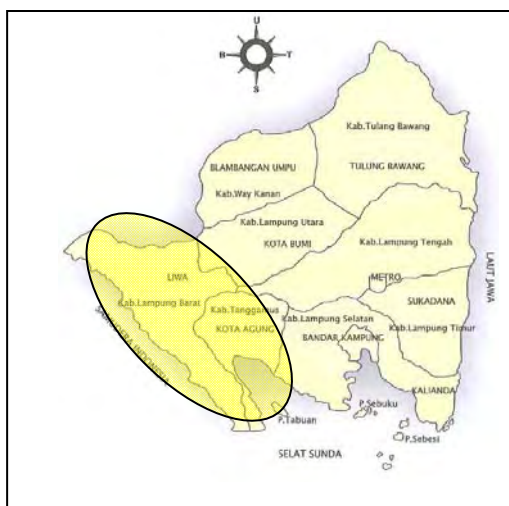 U
B T
S
Kab.Tulang Bawang
TULUNG BAWANG
BLAMBANGAN UMPU
Kab.Way Kanan
Kab.Lampung Utara
KOTA BUMI
Kab.Lampung Tengah
LAUT JAWA
LIWA
METRO
Kab.Lampung Barat
Kab.Tanggamus
KOTA AGUNG
Kab.Lampung Selatan
BANDAR LAMPUNG
SUKADANA
Kab.Lampung Timur
SAMUDERA INDONESIA
KALIANDA
P.Tabuan
P.Sebuku
P.Sebesi
SELAT SUNDA